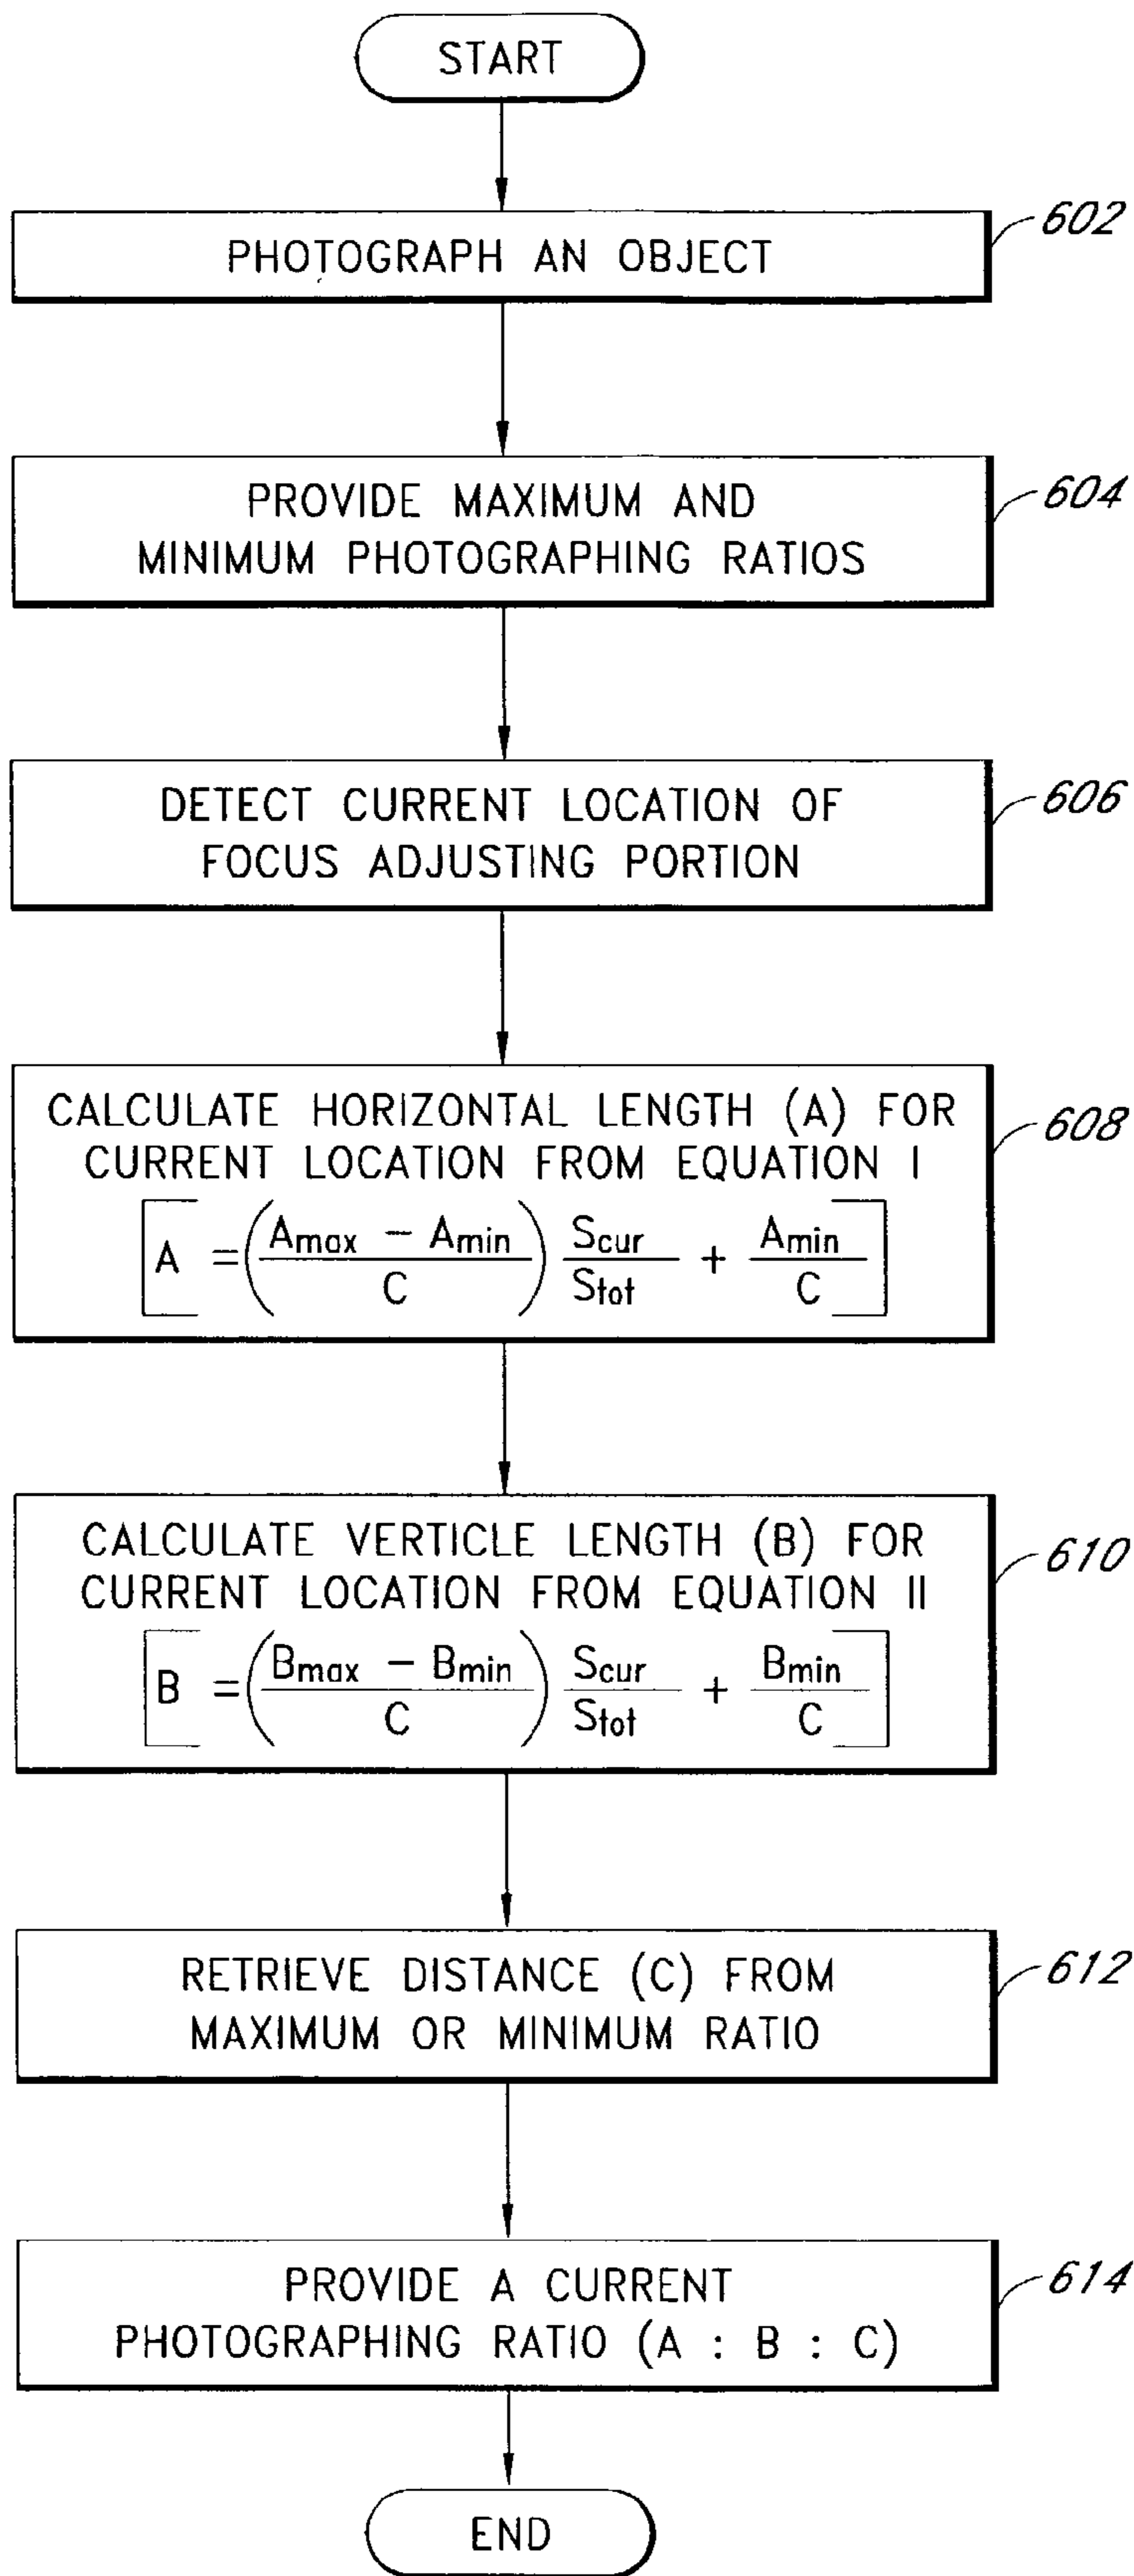 START
PHOTOGRAPH AN OBJECT
602
PROVIDE MAXIMUM AND
MINIMUM PHOTOGRAPHING RATIOS
604
DETECT CURRENT LOCATION OF
FOCUS ADJUSTING PORTION
606
CALCULATE HORIZONTAL LENGTH (A) FOR
CURRENT LOCATION FROM EQUATION I
[A = (Amax - Amin / C) Scur / Stot + Amin / C]
608
CALCULATE VERTICLE LENGTH (B) FOR
CURRENT LOCATION FROM EQUATION II
[B = (Bmax - Bmin / C) Scur / Stot + Bmin / C]
610
RETRIEVE DISTANCE (C) FROM
MAXIMUM OR MINIMUM RATIO
612
PROVIDE A CURRENT
PHOTOGRAPHING RATIO (A : B : C)
614
END